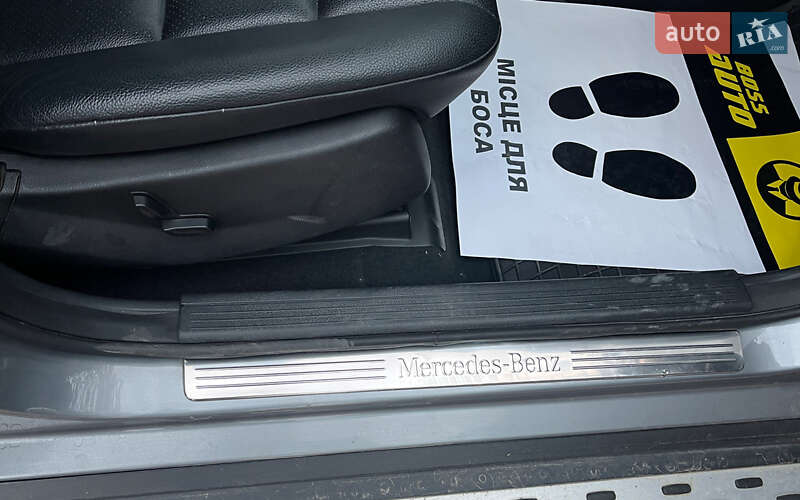 auto RIA.com
МІСЦЕ ДЛЯ
БОСА
BOSS
AUTO
Mercedes-Benz